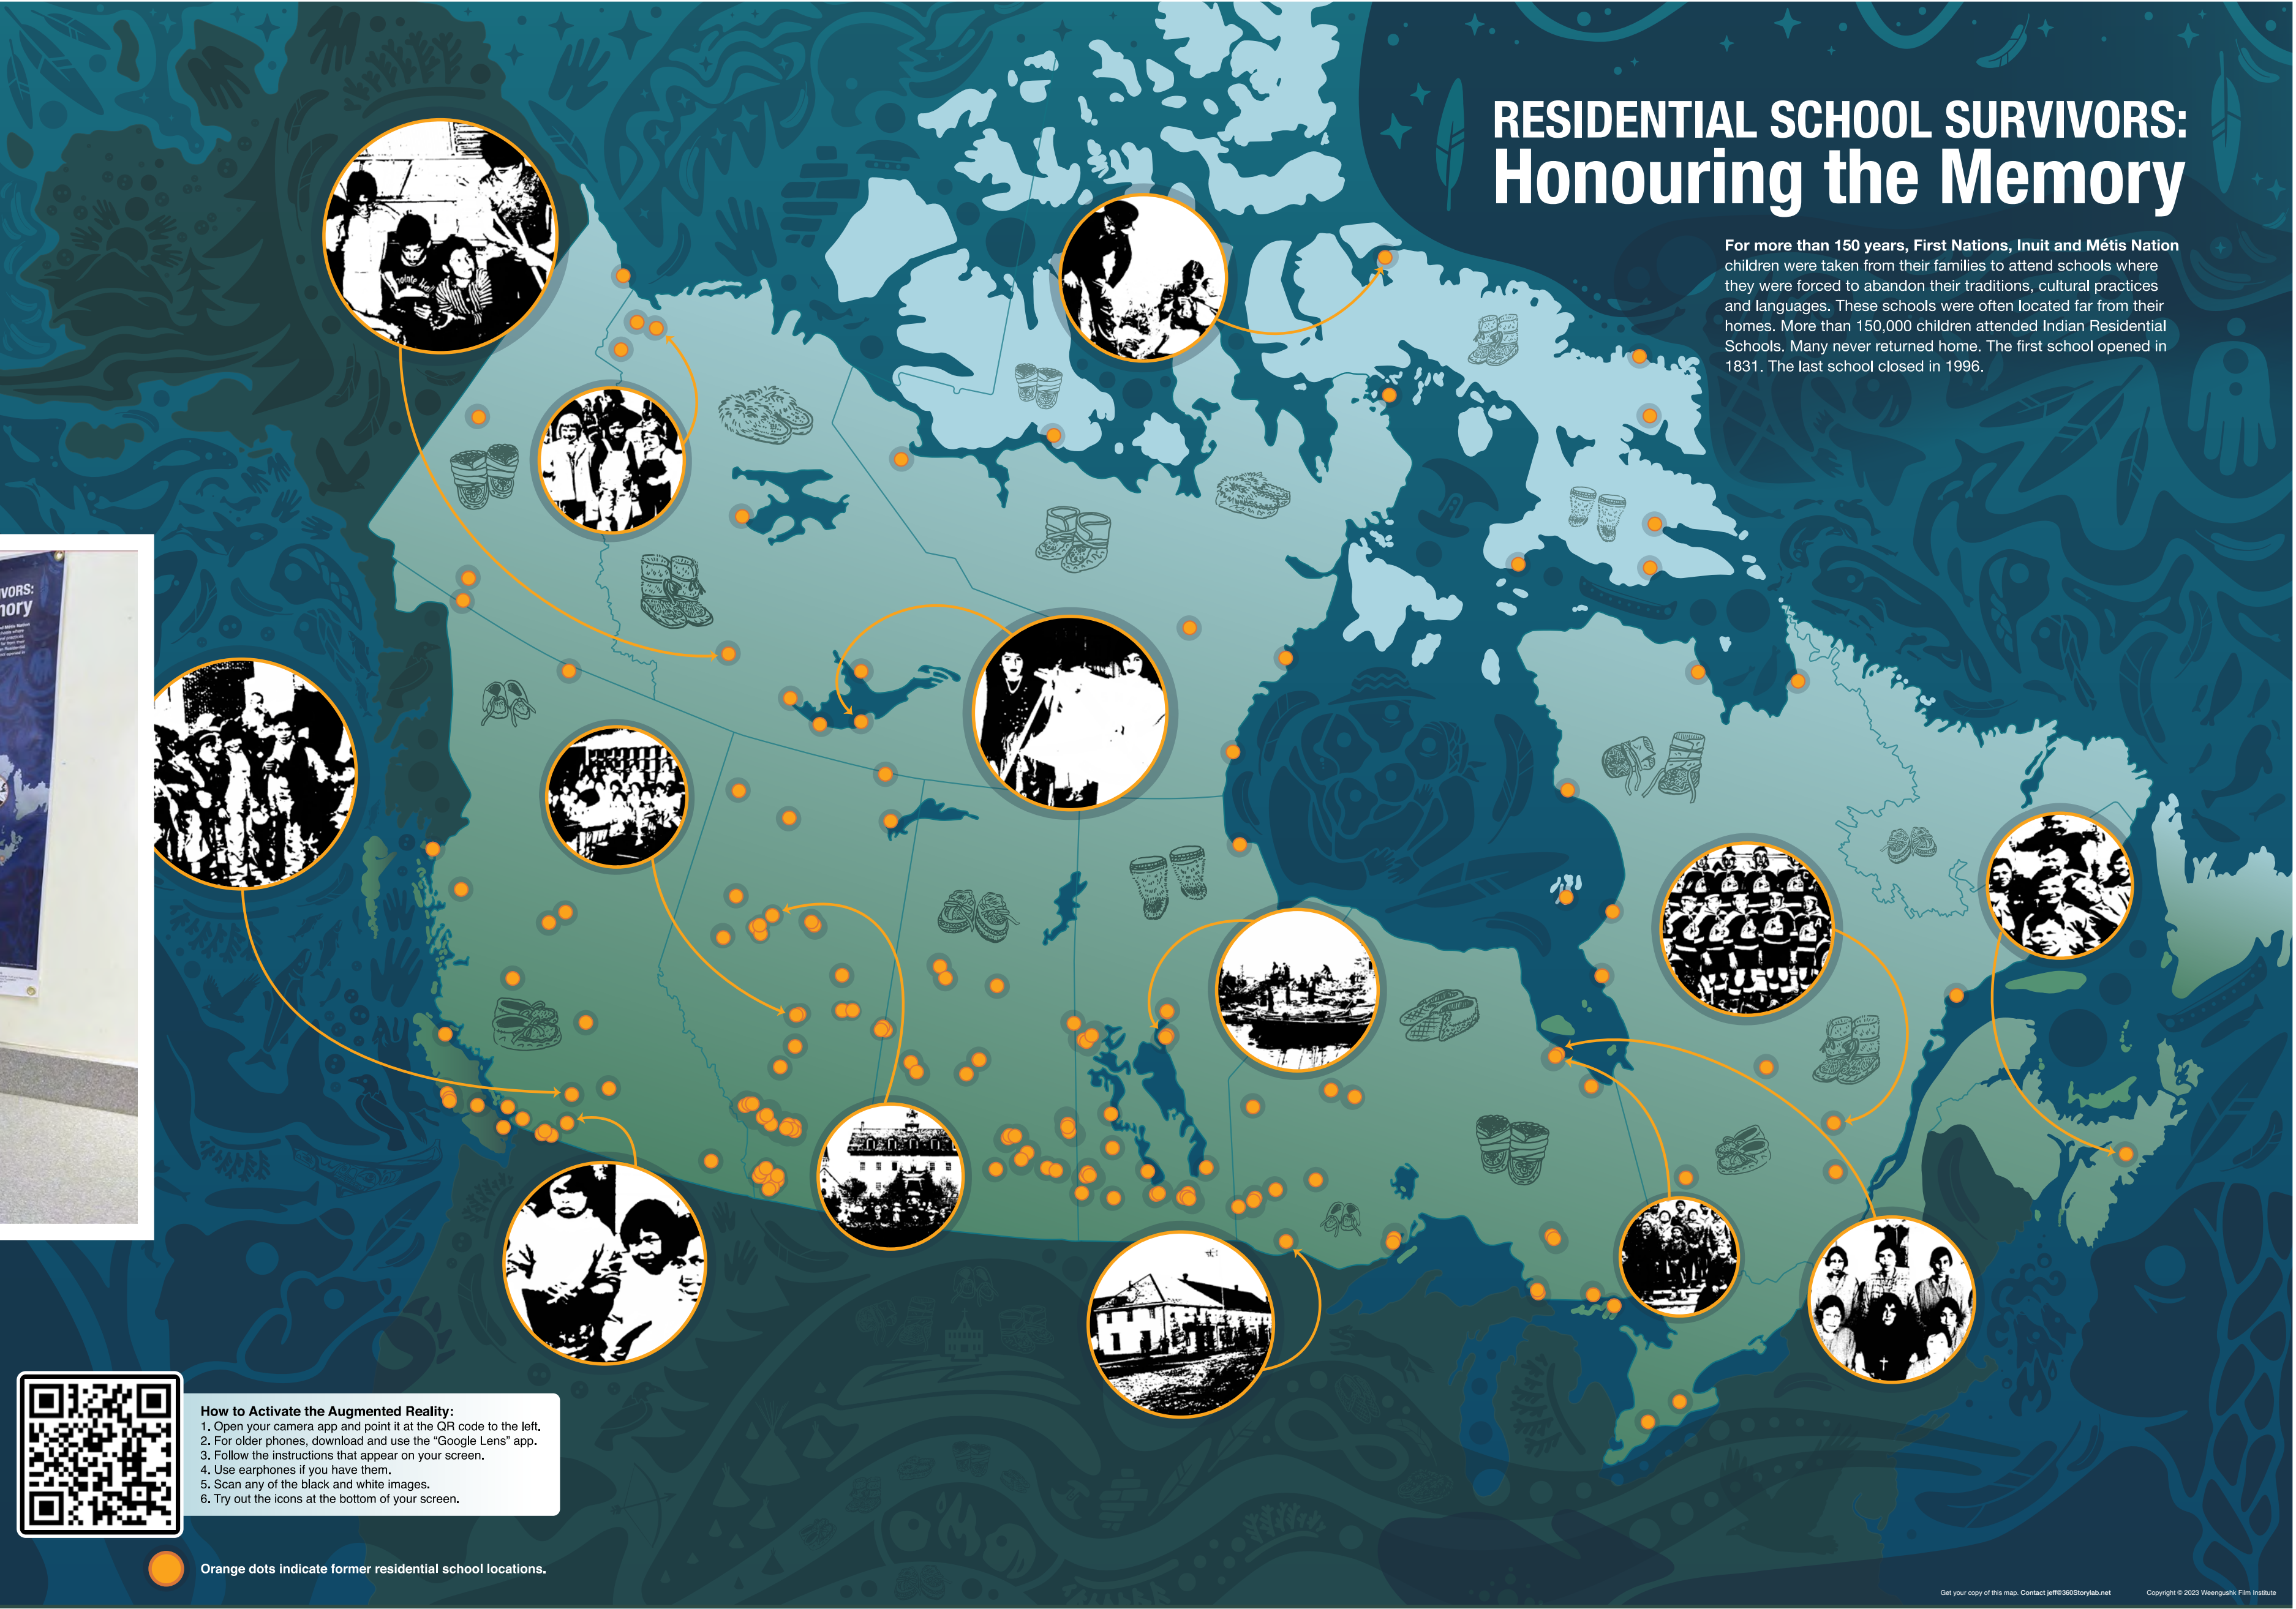 RESIDENTIAL SCHOOL SURVIVORS:
Honouring the Memory
For more than 150 years, First Nations, Inuit and Métis Nation
children were taken from their families to attend schools where
they were forced to abandon their traditions, cultural practices
and languages. These schools were often located far from their
homes. More than 150,000 children attended Indian Residential
Schools. Many never returned home. The first school opened in
1831. The last school closed in 1996.
VORS:
nory
How to Activate the Augmented Reality:
1. Open your camera app and point it at the QR code to the left.
2. For older phones, download and use the “Google Lens” app.
3. Follow the instructions that appear on your screen.
4. Use earphones if you have them.
5. Scan any of the black and white images.
6. Try out the icons at the bottom of your screen.
Orange dots indicate former residential school locations.
Get your copy of this map. Contact jeff@360Storylab.net
Copyright © 2023 Weengushk Film Institute